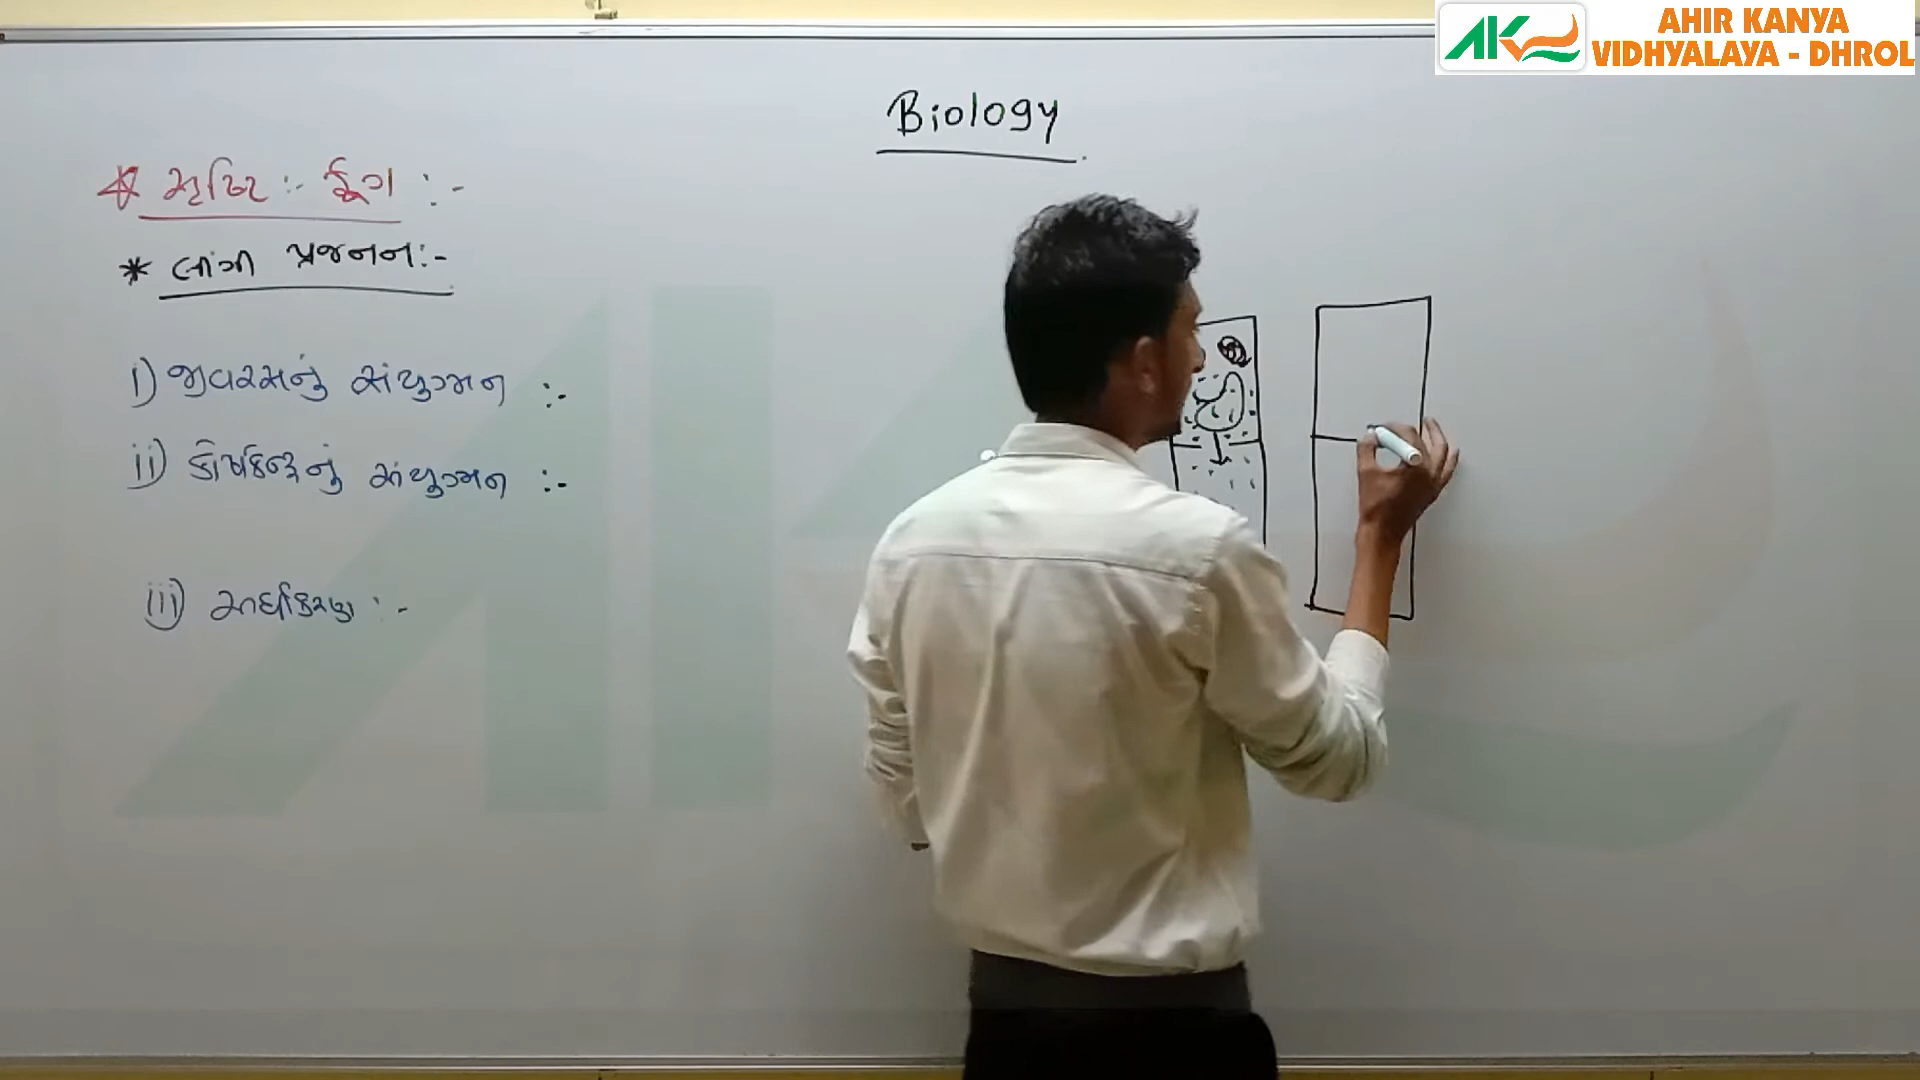 AHIR KANYA
VIDHYALAYA - DHROL
Biology
* સૃષ્ટિ :- ફૂગ :-
* લીંગી પ્રજનન:-
i) જીવરસનું સંયુગ્મન :-
ii) કોષકેન્દ્રનું સંયુગ્મન :-
iii) અર્ધીકરણ :-